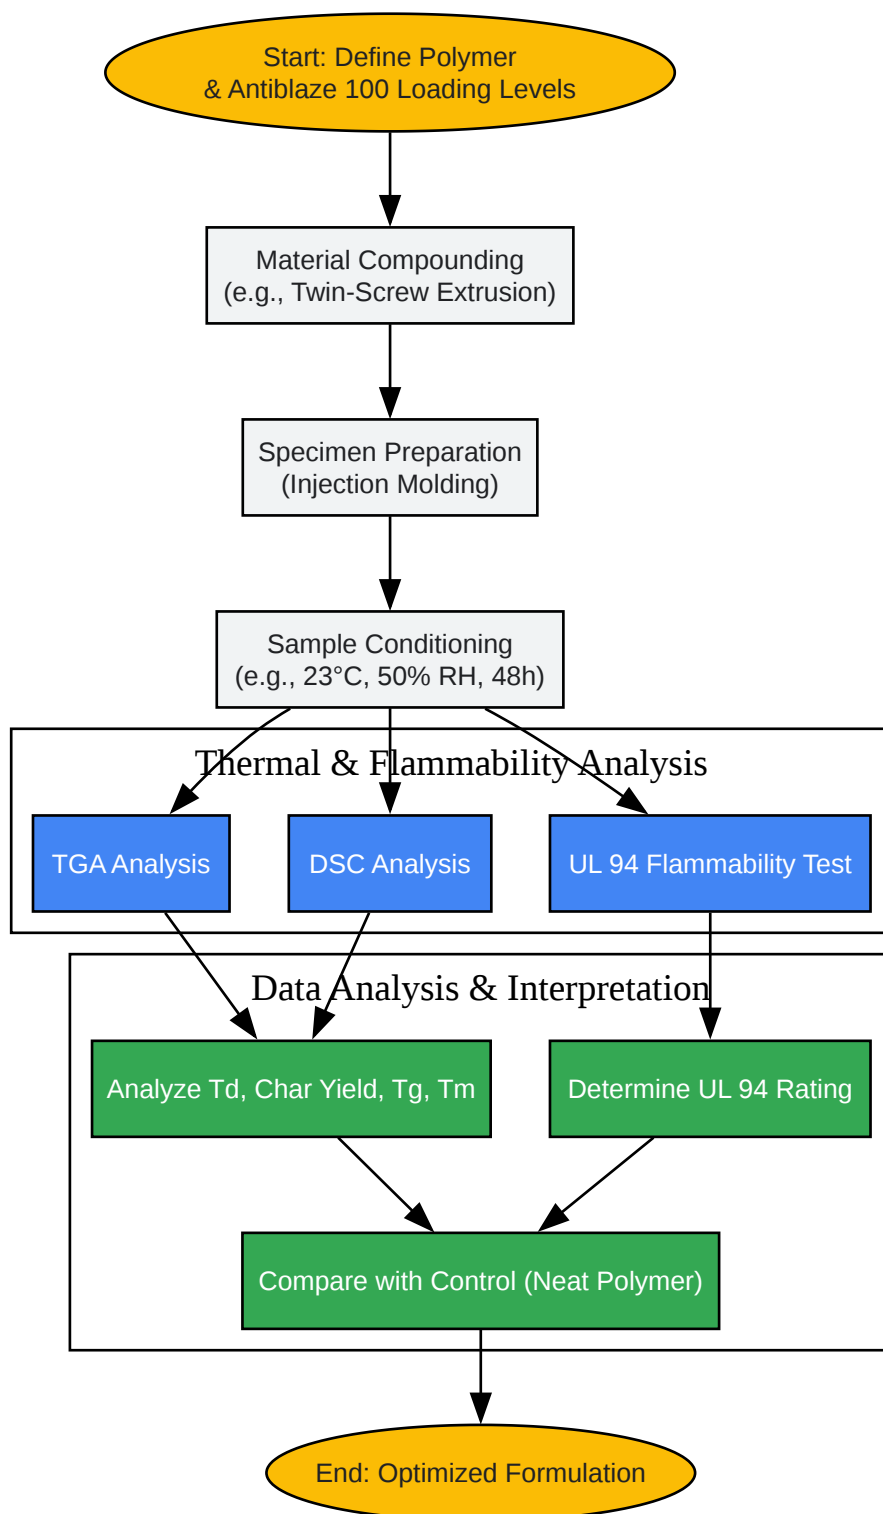 Start: Define Polymer
& Antiblaze 100 Loading Levels
Material Compounding
(e.g., Twin-Screw Extrusion)
Specimen Preparation
(Injection Molding)
Sample Conditioning
(e.g., 23°C, 50% RH, 48h)
Thermal & Flammability Analysis
TGA Analysis
DSC Analysis
UL 94 Flammability Test
Data Analysis & Interpretation
Analyze Td, Char Yield, Tg, Tm
Determine UL 94 Rating
Compare with Control (Neat Polymer)
End: Optimized Formulation